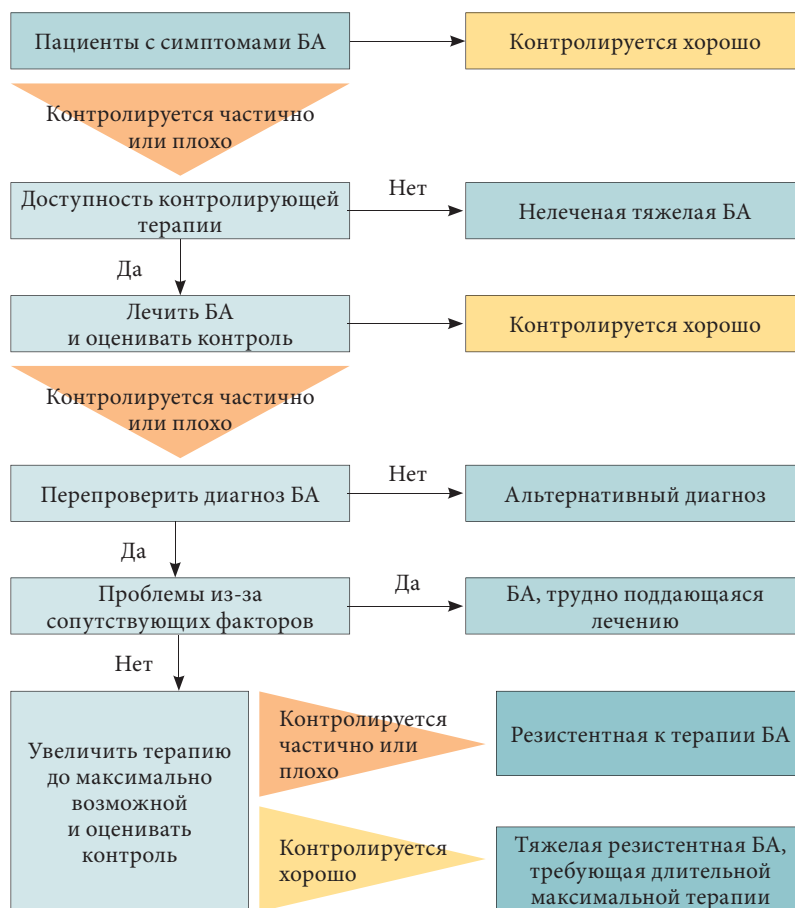 Пациенты с симптомами БА
Контролируется хорошо
Контролируется частично
или плохо
Доступность контролирующей
терапии
Нет
Нелеченая тяжелая БА
Да
Лечить БА
и оценивать контроль
Контролируется хорошо
Контролируется частично
или плохо
Перепроверить диагноз БА
Нет
Альтернативный диагноз
Да
Проблемы из-за
сопутствующих факторов
Да
БА, трудно поддающаяся
лечению
Нет
Увеличить терапию
до максимально
возможной
и оценивать
контроль
Контролируется
частично или
плохо
Резистентная к терапии БА
Контролируется
хорошо
Тяжелая резистентная БА,
требующая длительной
максимальной терапии